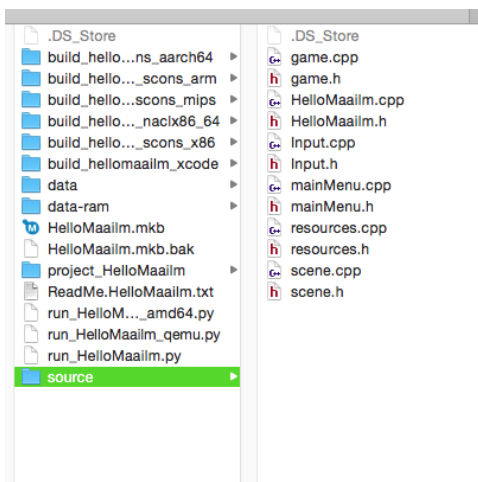 .DS_Store
build_hello...ns_aarch64
build_hello..._scons_arm
build_hello...scons_mips
build_hello..._naclx86_64
build_hello..._scons_x86
build_hellomaailm_xcode
data
data-ram
HelloMaailm.mkb
HelloMaailm.mkb.bak
project_HelloMaailm
ReadMe.HelloMaailm.txt
run_HelloM..._amd64.py
run_HelloMaailm_qemu.py
run_HelloMaailm.py
source
.DS_Store
game.cpp
game.h
HelloMaailm.cpp
HelloMaailm.h
Input.cpp
Input.h
mainMenu.cpp
mainMenu.h
resources.cpp
resources.h
scene.cpp
scene.h